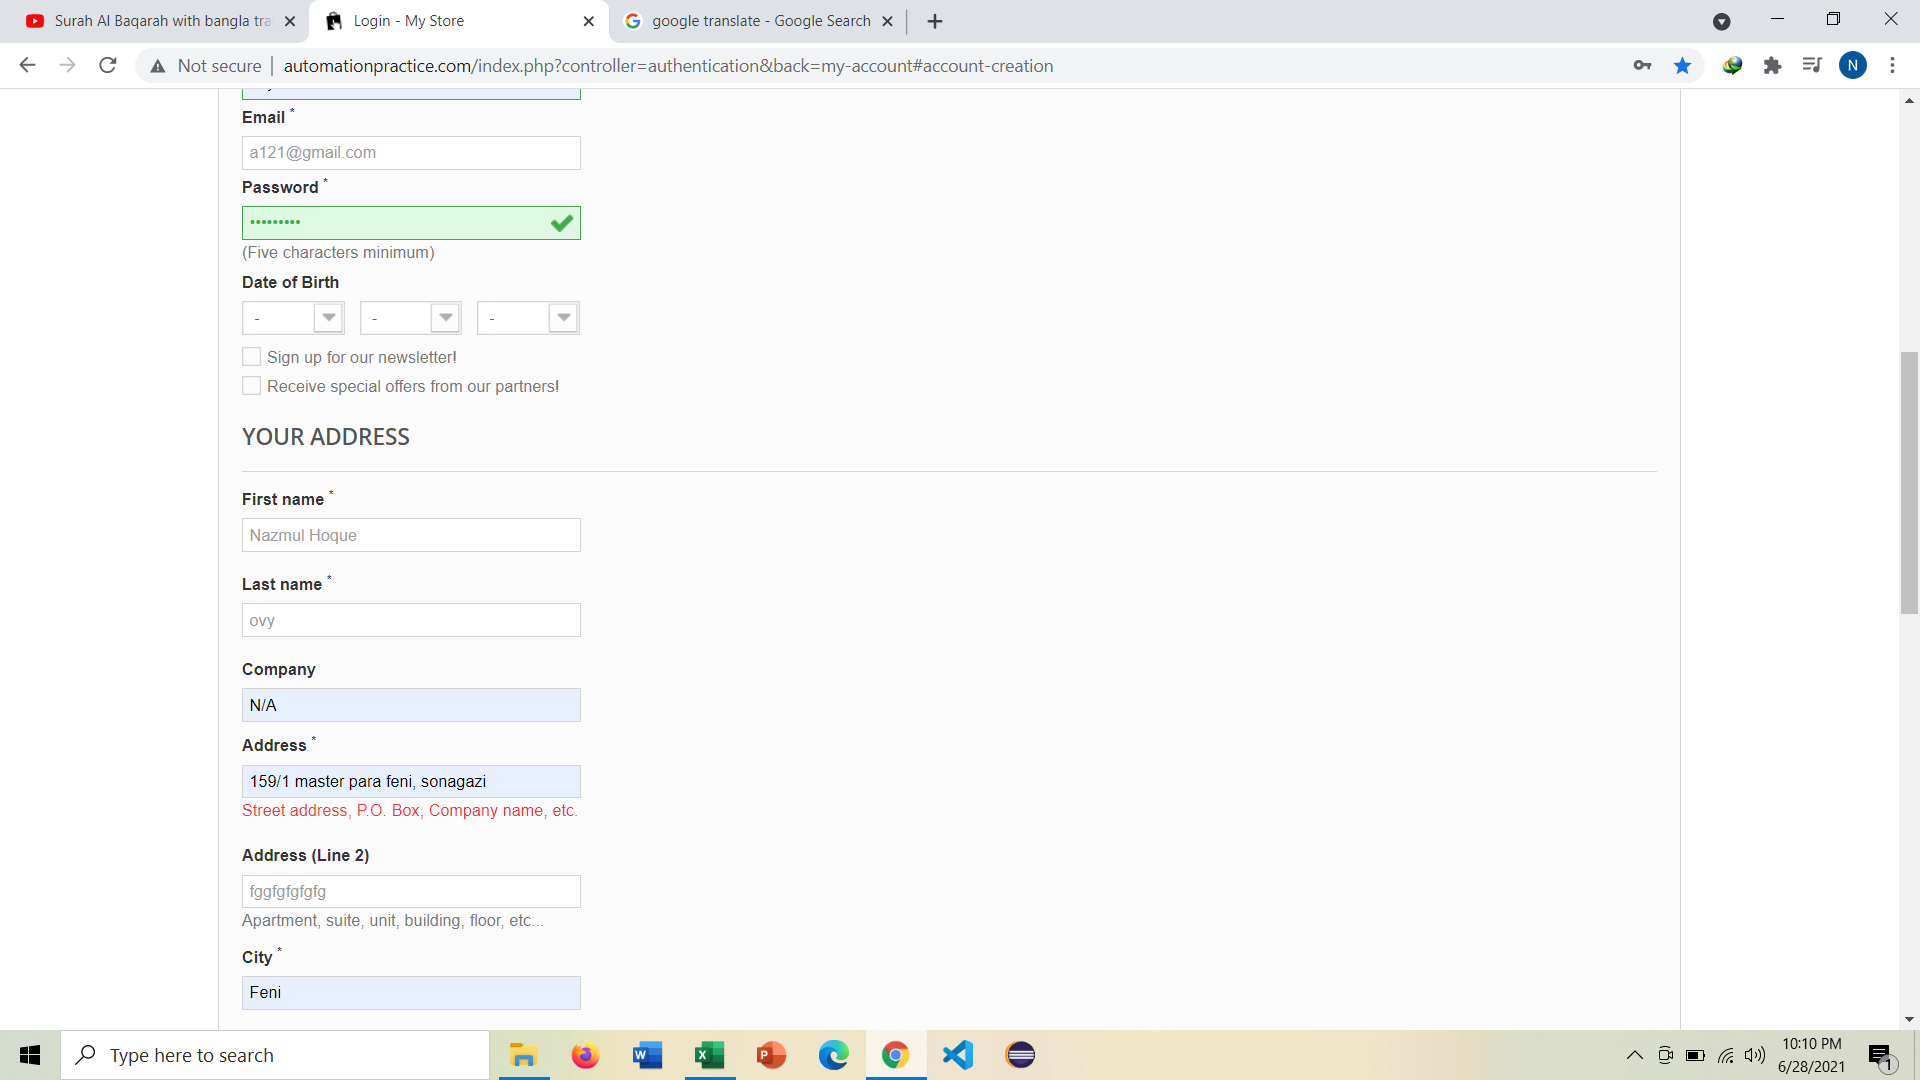 Surah Al Baqarah with bangla tra
Login - My Store
google translate - Google Search
Not secure
automationpractice.com/index.php?controller=authentication&back=my-account#account-creation
N
Email *
a121@gmail.com
Password *
•••••••••
(Five characters minimum)
Date of Birth
- - -
Sign up for our newsletter!
Receive special offers from our partners!
YOUR ADDRESS
First name *
Nazmul Hoque
Last name *
ovy
Company
N/A
Address *
159/1 master para feni, sonagazi
Street address, P.O. Box, Company name, etc.
Address (Line 2)
fggfgfgfgfg
Apartment, suite, unit, building, floor, etc...
City *
Feni
Type here to search
10:10 PM
6/28/2021
1